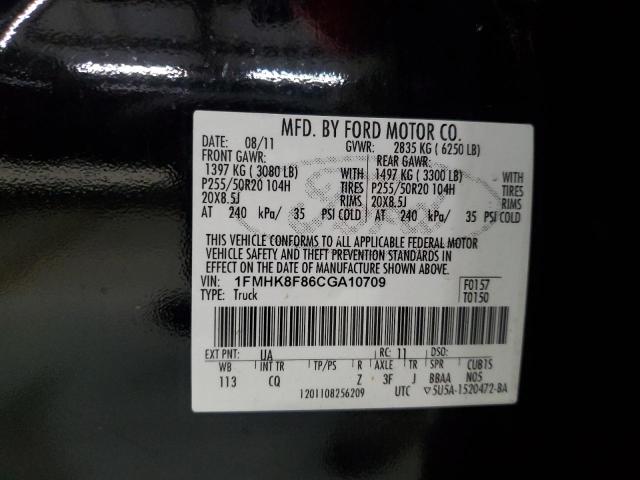 MFD. BY FORD MOTOR CO.
DATE: 08/11 GVWR: 2835 KG ( 6250 LB)
FRONT GAWR: REAR GAWR:
1397 KG ( 3080 LB) WITH 1497 KG ( 3300 LB) WITH
P255/50R20 104H TIRES P255/50R20 104H TIRES
20X8.5J RIMS 20X8.5J RIMS
AT 240 kPa/ 35 PSI COLD AT 240 kPa/ 35 PSI COLD
THIS VEHICLE CONFORMS TO ALL APPLICABLE FEDERAL MOTOR
VEHICLE SAFETY AND THEFT PREVENTION STANDARDS IN
EFFECT ON THE DATE OF MANUFACTURE SHOWN ABOVE.
VIN: 1FMHK8F86CGA10709 F0157
TYPE: Truck T0150
EXT PNT: UA RC: 11 DSO:
WB INT TR TP/PS R AXLE TR SPR CUB1S
113 CQ Z 3F J BBAA N05
1201108256209 UTC ▽5U5A-1520472-BA
Ford